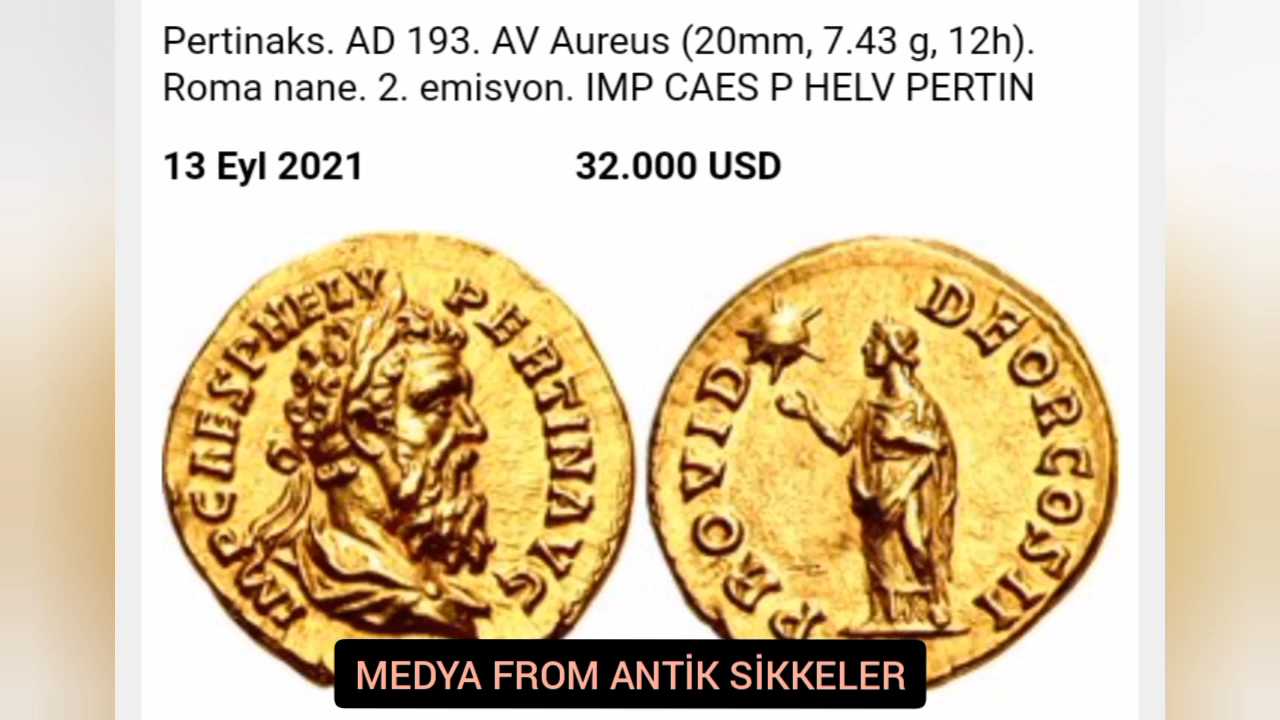 Pertinaks. AD 193. AV Aureus (20mm, 7.43 g, 12h).
Roma nane. 2. emisyon. IMP CAES P HELV PERTIN
13 Eyl 2021 32.000 USD
IMP CAES P HELV PERTIN AVG
PROVID DEOR COS II
MEDYA FROM ANTİK SİKKELER